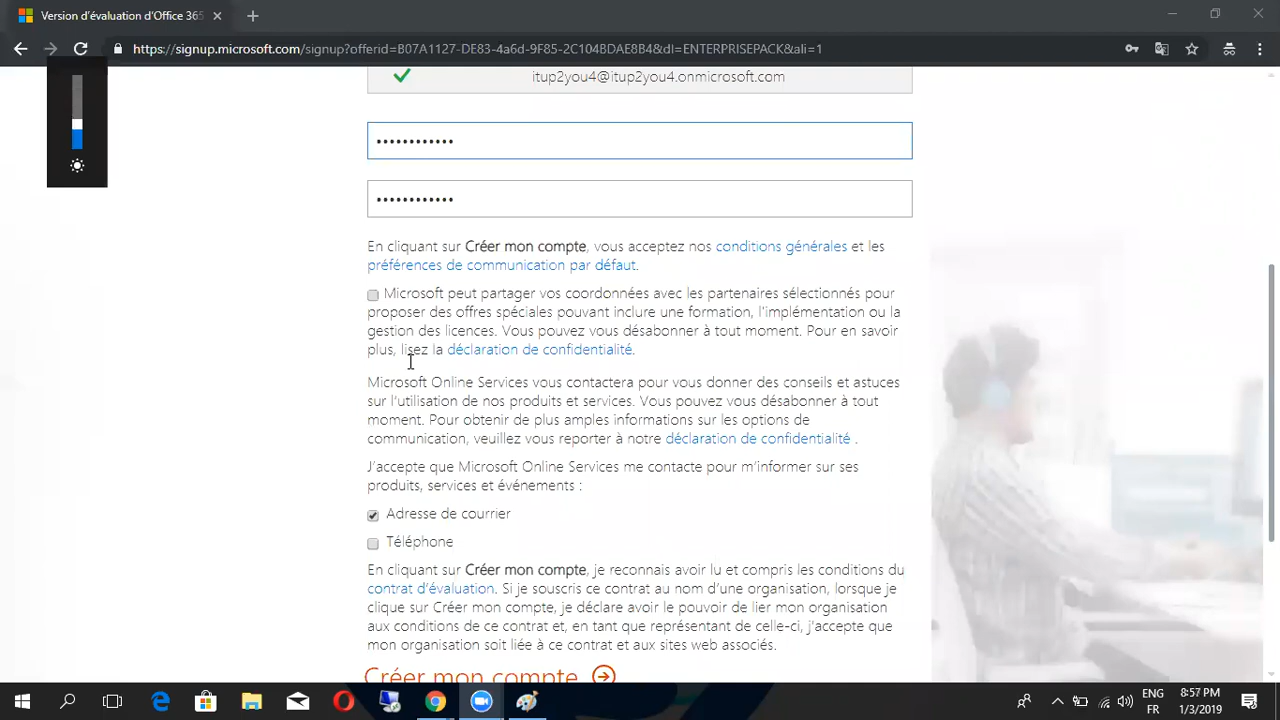 Version d'évaluation d'Office 365
https://signup.microsoft.com/signup?offerid=B07A1127-DE83-4a6d-9F85-2C104BDAE8B4&dl=ENTERPRISEPACK&ali=1
itup2you4@itup2you4.onmicrosoft.com
••••••••••••
••••••••••••
En cliquant sur Créer mon compte, vous acceptez nos conditions générales et les
préférences de communication par défaut.
Microsoft peut partager vos coordonnées avec les partenaires sélectionnés pour
proposer des offres spéciales pouvant inclure une formation, l'implémentation ou la
gestion des licences. Vous pouvez vous désabonner à tout moment. Pour en savoir
plus, lisez la déclaration de confidentialité.
Microsoft Online Services vous contactera pour vous donner des conseils et astuces
sur l'utilisation de nos produits et services. Vous pouvez vous désabonner à tout
moment. Pour obtenir de plus amples informations sur les options de
communication, veuillez vous reporter à notre déclaration de confidentialité .
J'accepte que Microsoft Online Services me contacte pour m'informer sur ses
produits, services et événements :
Adresse de courrier
Téléphone
En cliquant sur Créer mon compte, je reconnais avoir lu et compris les conditions du
contrat d'évaluation. Si je souscris ce contrat au nom d'une organisation, lorsque je
clique sur Créer mon compte, je déclare avoir le pouvoir de lier mon organisation
aux conditions de ce contrat et, en tant que représentant de celle-ci, j'accepte que
mon organisation soit liée à ce contrat et aux sites web associés.
Créer mon compte
ENG 8:57 PM
FR 1/3/2019